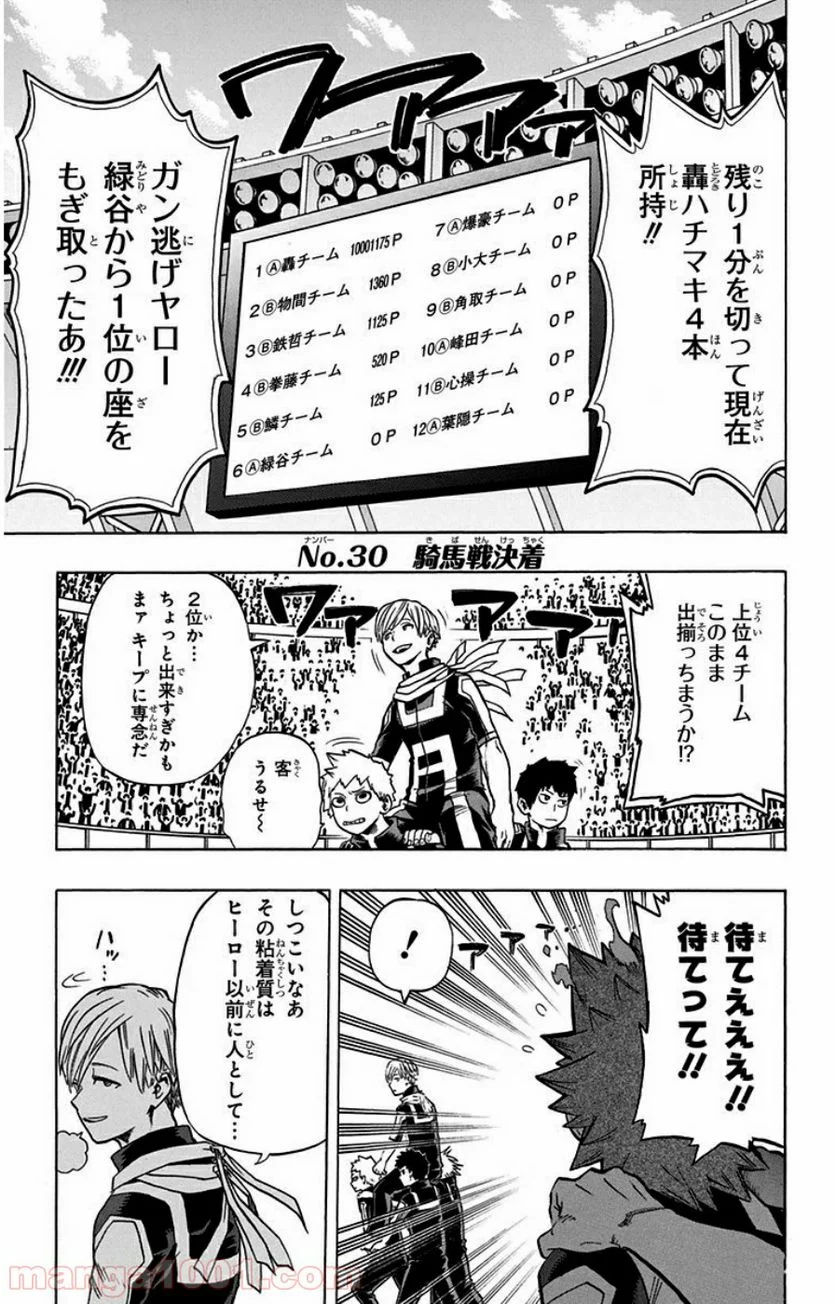 残り1分を切って現在
轟ハチマキ4本
所持!!
ワァアアア
ガン逃げヤロー
緑谷から1位の座を
もぎ取ったあ!!!
1Ⓐ轟チーム 10001175P
2Ⓑ物間チーム 1360P
3Ⓑ鉄哲チーム 1125P
4Ⓑ拳藤チーム 520P
5Ⓑ鱗チーム 125P
6Ⓐ緑谷チーム 0P
7Ⓐ爆豪チーム 0P
8Ⓑ小大チーム 0P
9Ⓑ角取チーム 0P
10Ⓐ峰田チーム 0P
11Ⓑ心操チーム 0P
12Ⓐ葉隠チーム 0P
No.30 騎馬戦決着
上位4チーム
このまま
出揃っちまうか!?
ワァアアア
2位か…
ちょっと出来すぎかも
まァ キープに専念だ
客
うるせ〜
待てえええ!!
待てって!!
アァアァ
!
しつこいなあ
その粘着質は
ヒーロー以前に人として…
ハッ
manga1001.com